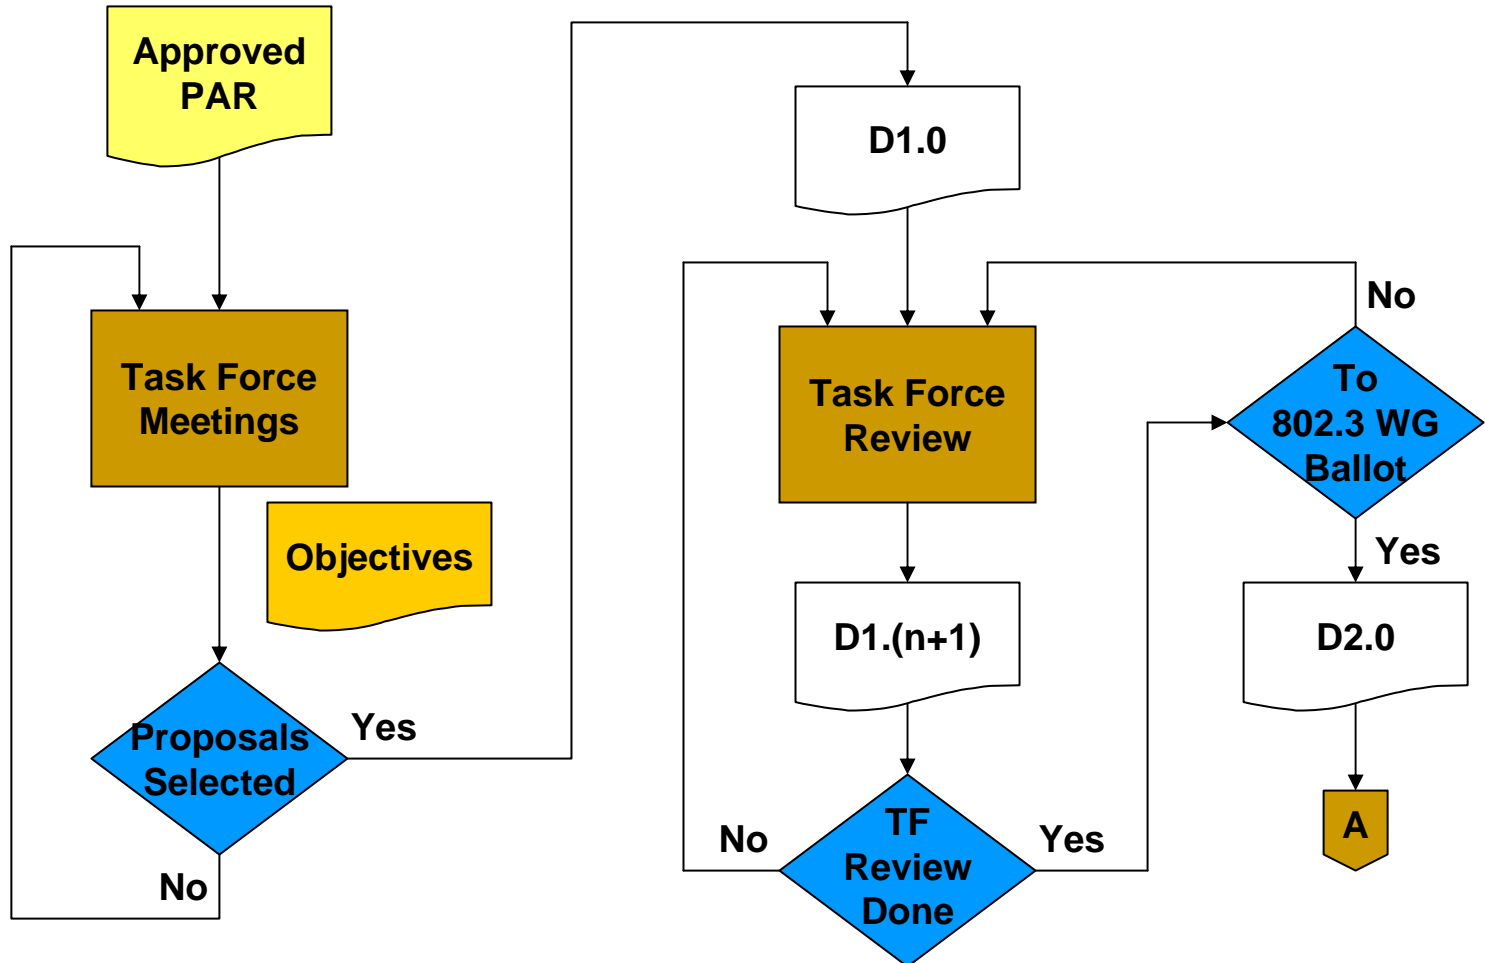 Approved
PAR
Task Force
Meetings
Objectives
Proposals
Selected
Yes
No
D1.0
Task Force
Review
D1.(n+1)
TF
Review
Done
No
Yes
To
802.3 WG
Ballot
No
Yes
D2.0
A